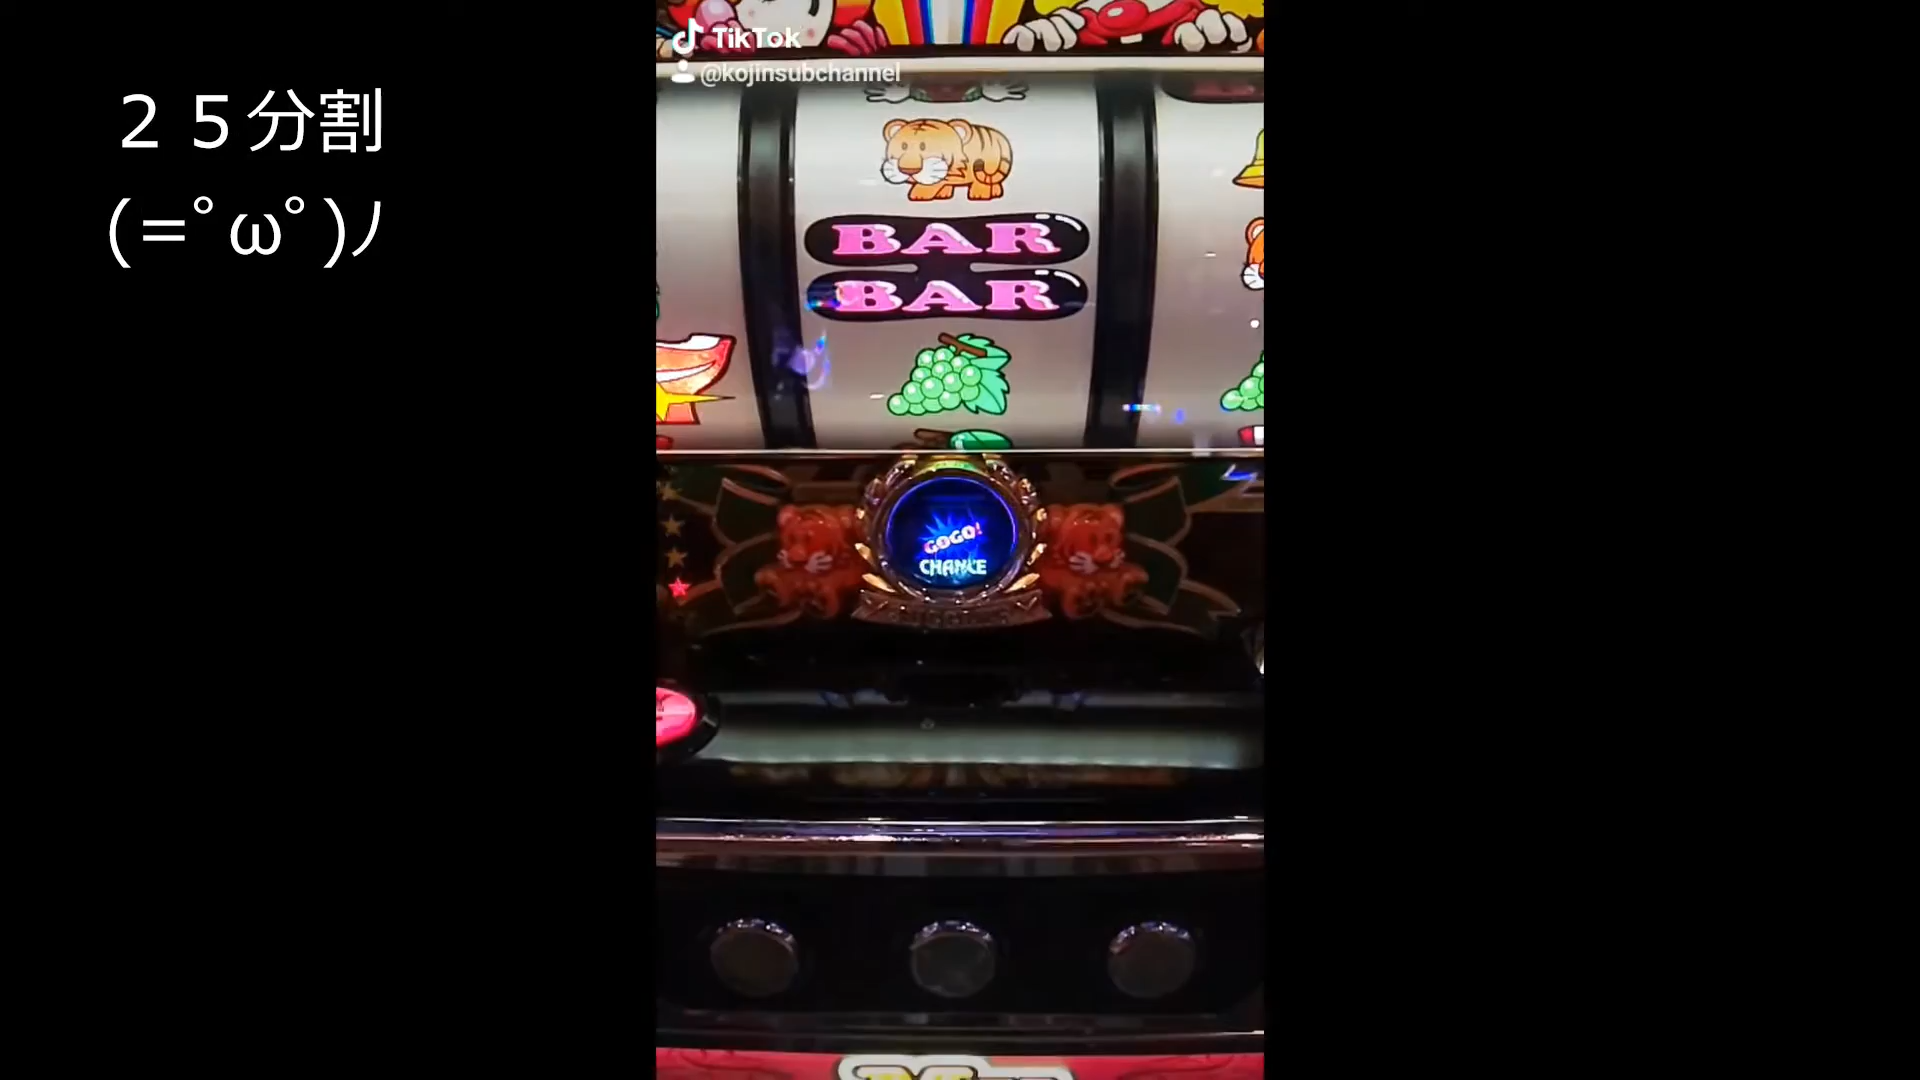 ２５分割
(=ﾟωﾟ)ﾉ
TikTok
@kojinsubchannel
BAR
BAR
GOGO!
CHANCE